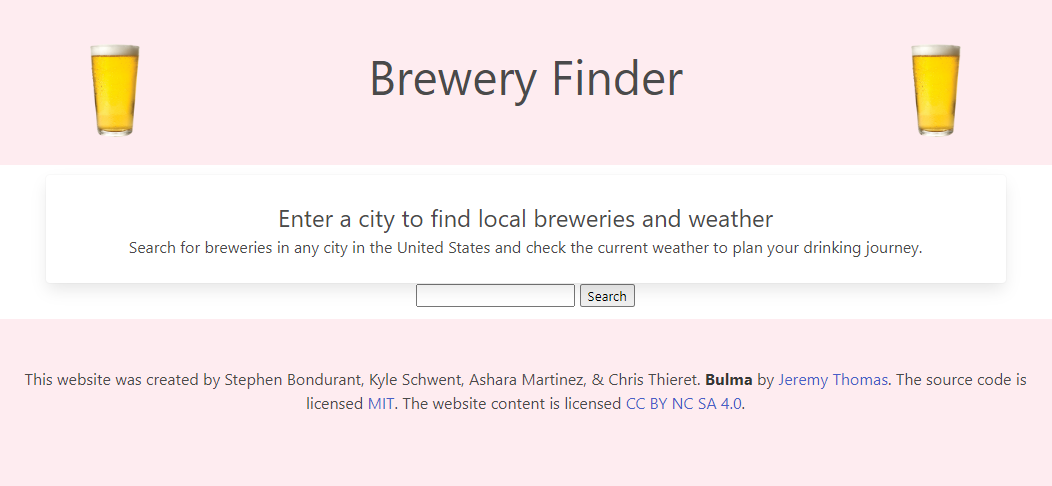 Brewery Finder
Enter a city to find local breweries and weather
Search for breweries in any city in the United States and check the current weather to plan your drinking journey.
Search
This website was created by Stephen Bondurant, Kyle Schwent, Ashara Martinez, & Chris Thieret. Bulma by Jeremy Thomas. The source code is
licensed MIT. The website content is licensed CC BY NC SA 4.0.